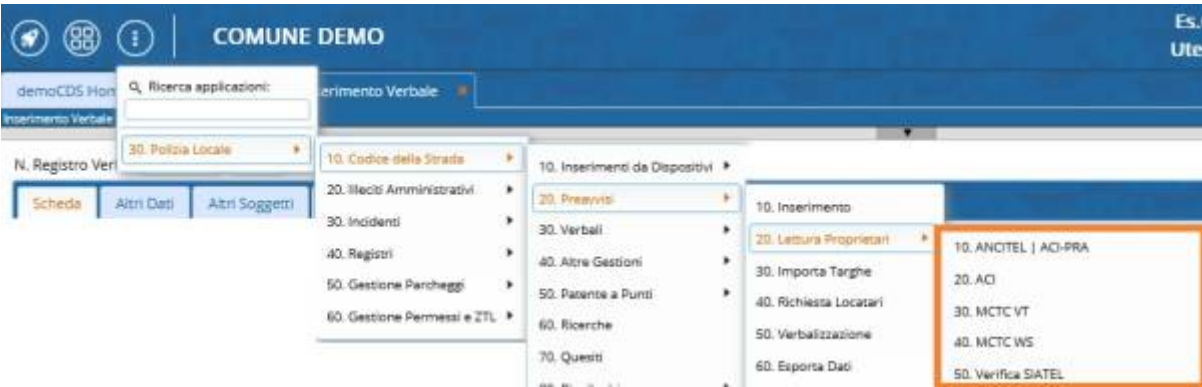 COMUNE DEMO
Es.
Ute
demoCDS Hom
Ricerca applicazioni:
erimento Verbale
Inserimento Verbale
30. Polizia Locale
N. Registro Ver
Scheda
Altri Dati
Altri Soggetti
10. Codice della Strada
20. Illeciti Amministrativi
30. Incidenti
40. Registri
50. Gestione Parcheggi
60. Gestione Permessi e ZTL
10. Inserimenti da Dispositivi
20. Preavvisi
30. Verbali
40. Altre Gestioni
50. Patente a Punti
60. Ricerche
70. Quesiti
10. Inserimento
20. Lettura Proprietari
30. Importa Targhe
40. Richiesta Locatari
50. Verbalizzazione
60. Esporta Dati
10. ANCITEL | ACI-PRA
20. ACI
30. MCTC VT
40. MCTC WS
50. Verifica SIATEL